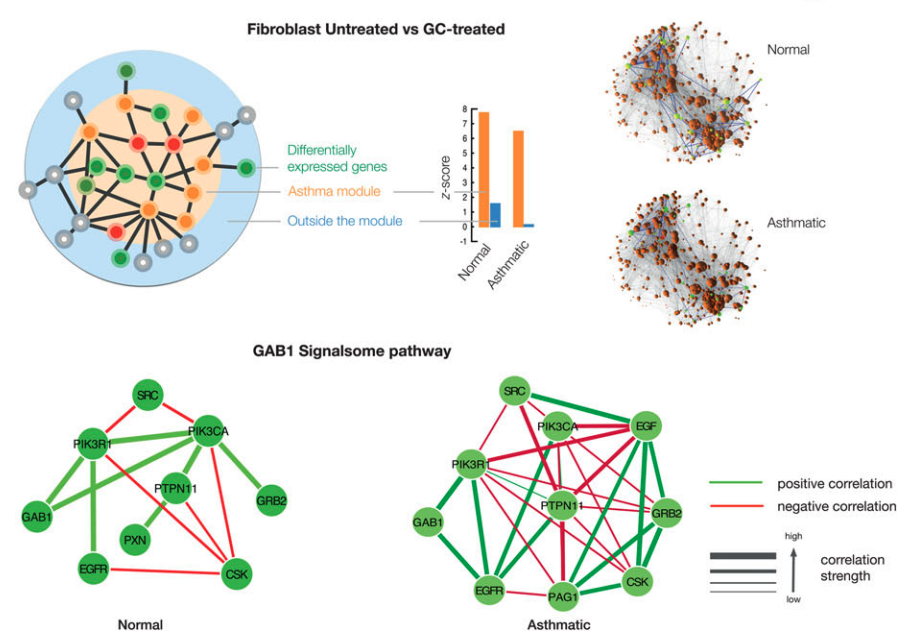 Fibroblast Untreated vs GC-treated
Normal
Differentially
expressed genes
Asthma module
Outside the module
z-score
8
7
6
5
4
3
2
1
0
-1
Normal
Asthmatic
Asthmatic
GAB1 Signalsome pathway
SRC
PIK3R1
PIK3CA
PTPN11
GAB1
GRB2
PXN
EGFR
CSK
Normal
SRC
PIK3CA
EGF
PIK3R1
PTPN11
GAB1
GRB2
EGFR
PAG1
CSK
Asthmatic
positive correlation
negative correlation
high
correlation
strength
low